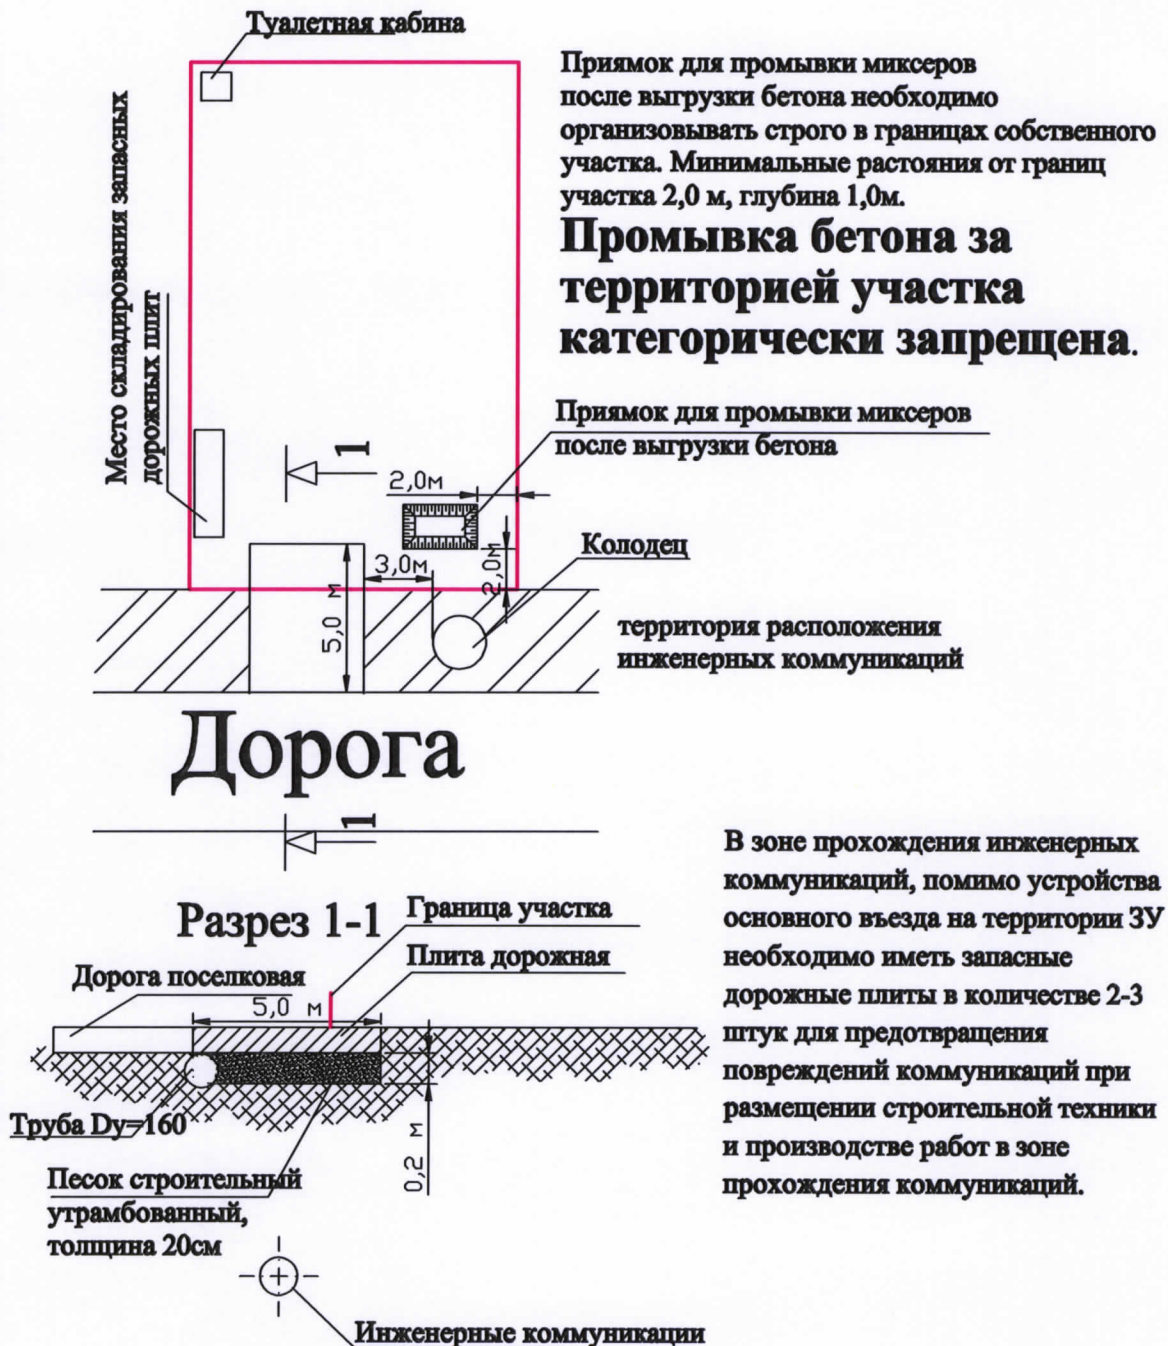 Туалетная кабина
Приямок для промывки миксеров
после выгрузки бетона необходимо
организовывать строго в границах собственного
участка. Минимальные растояния от границ
участка 2,0 м, глубина 1,0м.
Промывка бетона за
территорией участка
категорически запрещена.
Место складирования запасных
дорожных плит
Приямок для промывки миксеров
после выгрузки бетона
1
2,0м
Колодец
3,0м
2,0м
5,0 м
территория расположения
инженерных коммуникаций
Дорога
1
Разрез 1-1
Граница участка
Плита дорожная
Дорога поселковая
5,0 м
Труба Dy=160
0,2 м
Песок строительный
утрамбованный,
толщина 20см
Инженерные коммуникации
В зоне прохождения инженерных
коммуникаций, помимо устройства
основного въезда на территории ЗУ
необходимо иметь запасные
дорожные плиты в количестве 2-3
штук для предотвращения
повреждений коммуникаций при
размещении строительной техники
и производстве работ в зоне
прохождения коммуникаций.